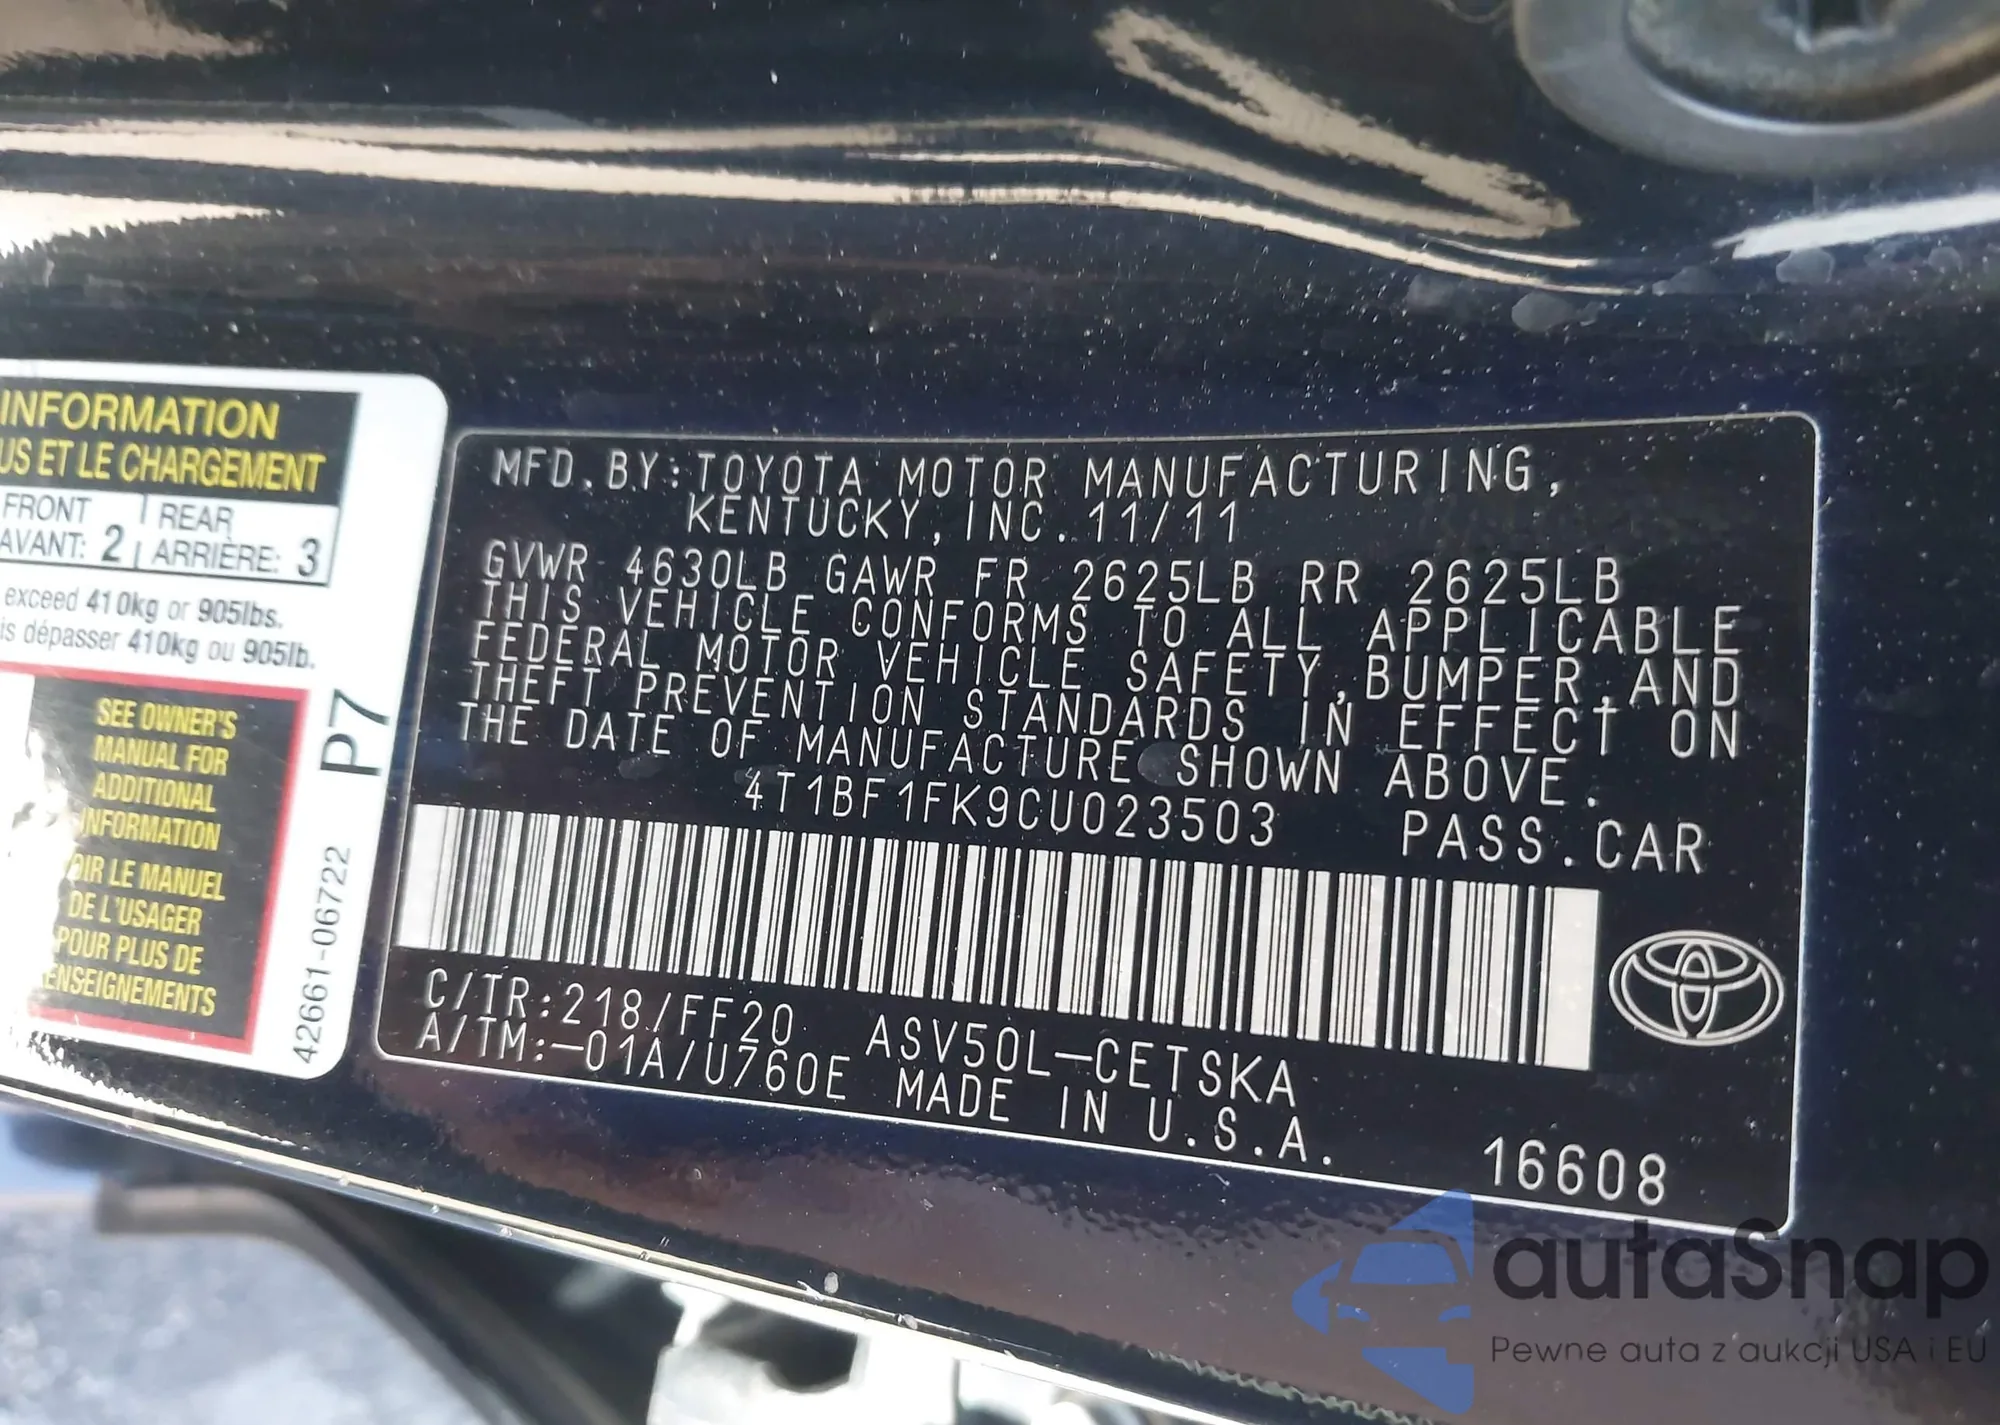 INFORMATION
US ET LE CHARGEMENT
FRONT REAR
AVANT: 2 ARRIÈRE: 3
exceed 410kg or 905lbs.
is dépasser 410kg ou 905lb.
SEE OWNER'S
MANUAL FOR
ADDITIONAL
INFORMATION
OIR LE MANUEL
DE L'USAGER
POUR PLUS DE
ENSEIGNEMENTS
P7
42661-06722
MFD.BY:TOYOTA MOTOR MANUFACTURING,
KENTUCKY,INC.11/11
GVWR 4630LB GAWR FR 2625LB RR 2625LB
THIS VEHICLE CONFORMS TO ALL APPLICABLE
FEDERAL MOTOR VEHICLE SAFETY,BUMPER,AND
THEFT PREVENTION STANDARDS IN EFFECT ON
THE DATE OF MANUFACTURE SHOWN ABOVE.
4T1BF1FK9CU023503 PASS.CAR
C/TR:218/FF20 ASV50L-CETSKA
A/TM:-01A/U760E MADE IN U.S.A.
16608
autaSnap
Pewne auta z aukcji USA i EU